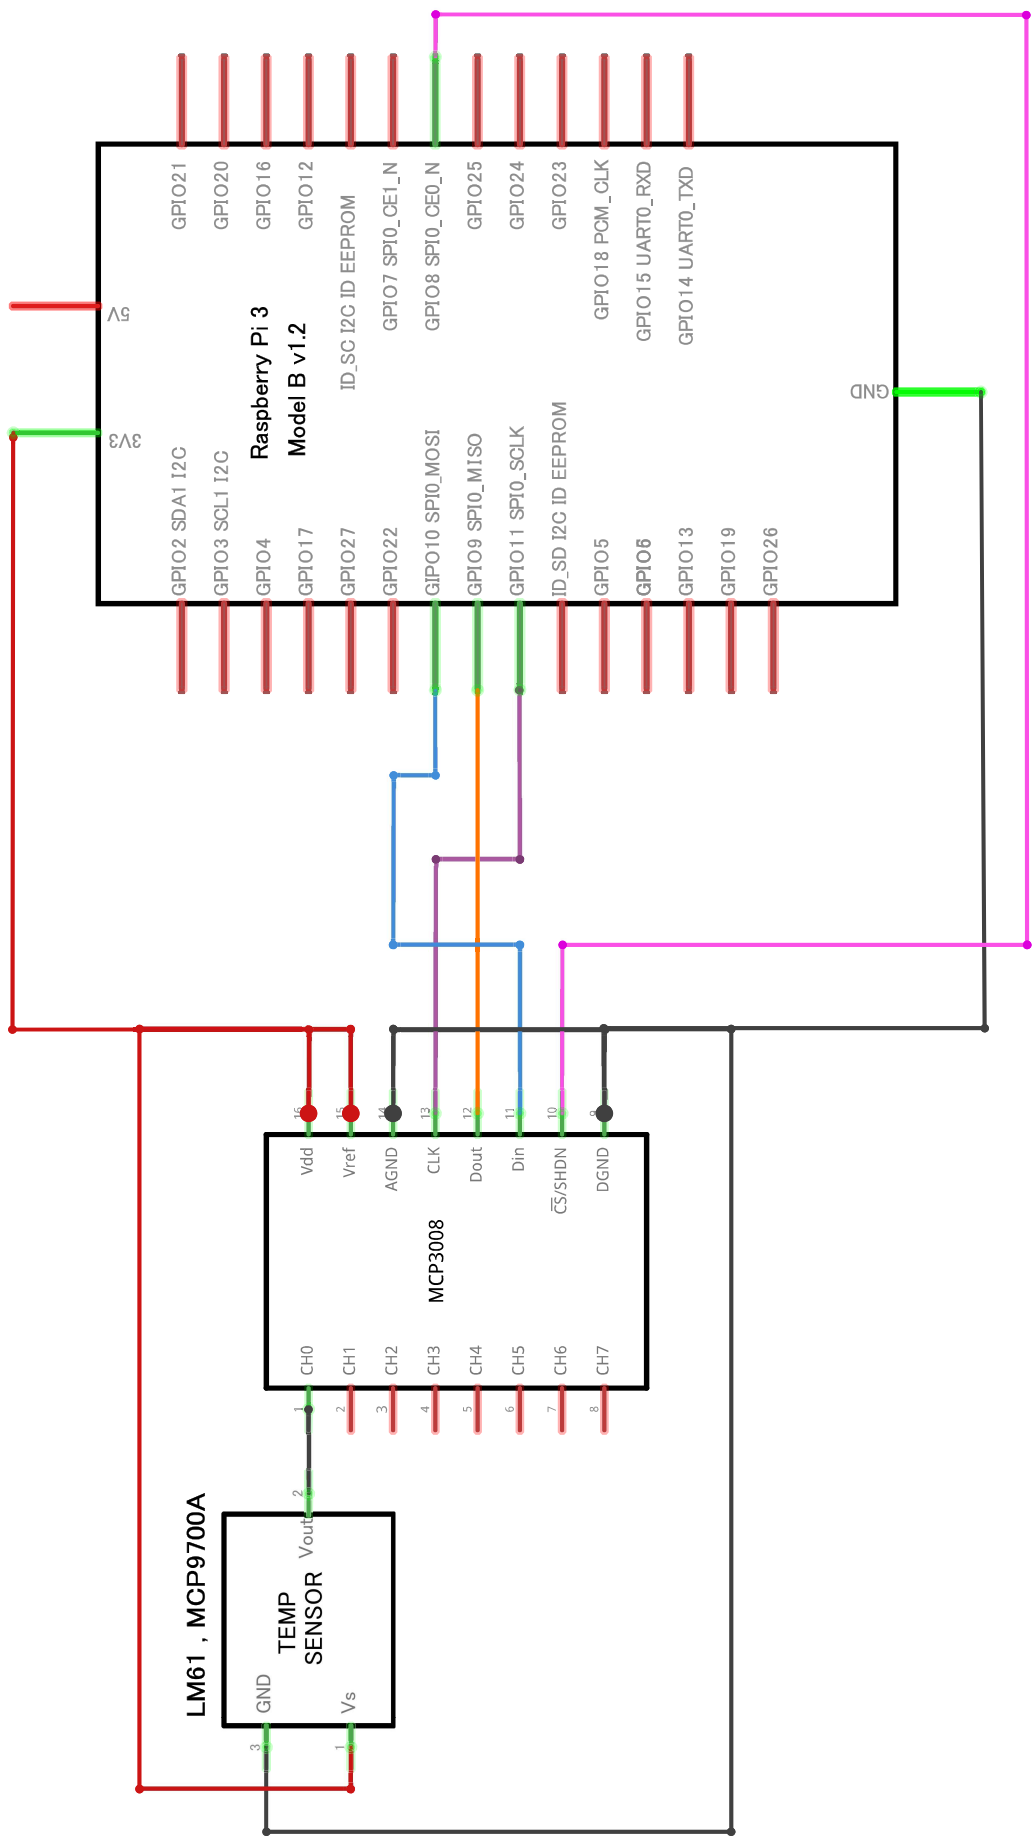 GPIO21
GPIO20
GPIO16
GPIO12
ID_SC I2C ID EEPROM
GPIO7 SPI0_CE1_N
GPIO8 SPI0_CE0_N
GPIO25
GPIO24
GPIO23
GPIO18 PCM_CLK
GPIO15 UART0_RXD
GPIO14 UART0_TXD
5V
3V3
GND
Raspberry Pi 3
Model B v1.2
GPIO2 SDA1 I2C
GPIO3 SCL1 I2C
GPIO4
GPIO17
GPIO27
GPIO22
GIPO10 SPI0_MOSI
GPIO9 SPI0_MISO
GPIO11 SPI0_SCLK
ID_SD I2C ID EEPROM
GPIO5
GPIO6
GPIO13
GPIO19
GPIO26
16
15
14
13
12
11
10
9
Vdd
Vref
AGND
CLK
Dout
Din
CS/SHDN
DGND
MCP3008
CH0
CH1
CH2
CH3
CH4
CH5
CH6
CH7
1
2
3
4
5
6
7
8
2
Vout
LM61 , MCP9700A
TEMP
SENSOR
GND
Vs
3
1